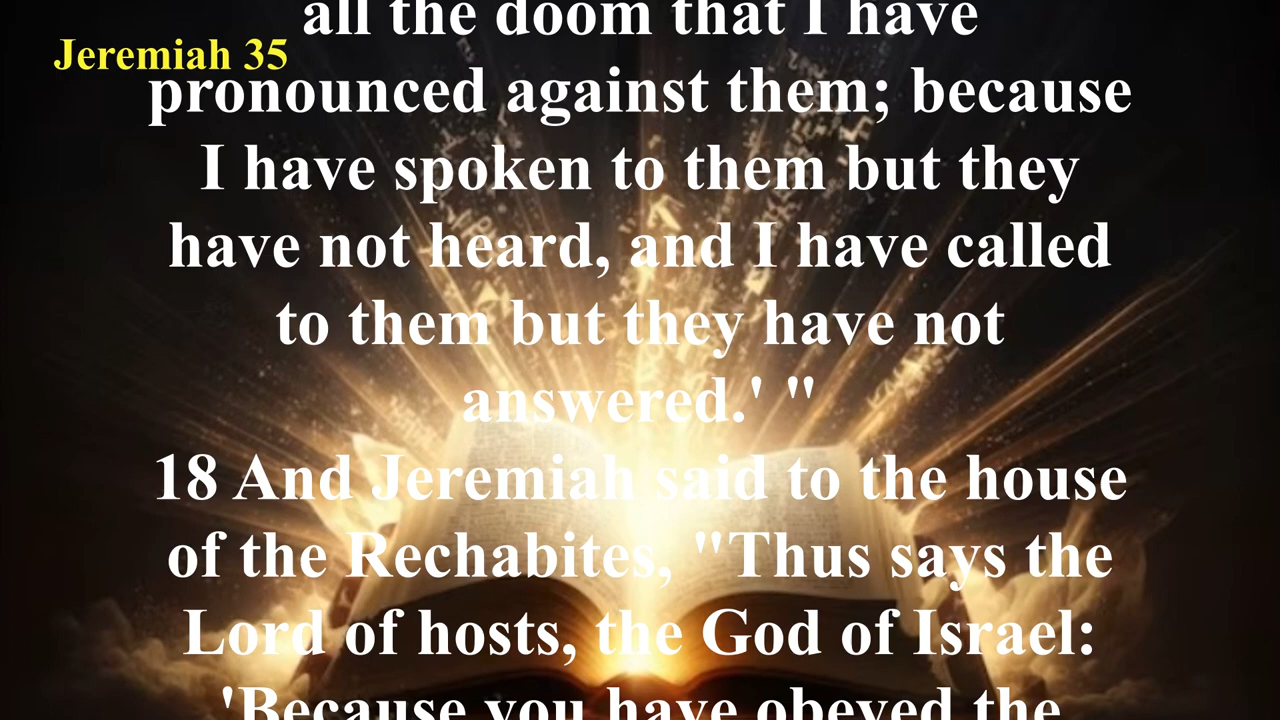 all the doom that I have
Jeremiah 35
pronounced against them; because
I have spoken to them but they
have not heard, and I have called
to them but they have not
answered.' "
18 And Jeremiah said to the house
of the Rechabites, "Thus says the
Lord of hosts, the God of Israel:
'Because you have obeyed the